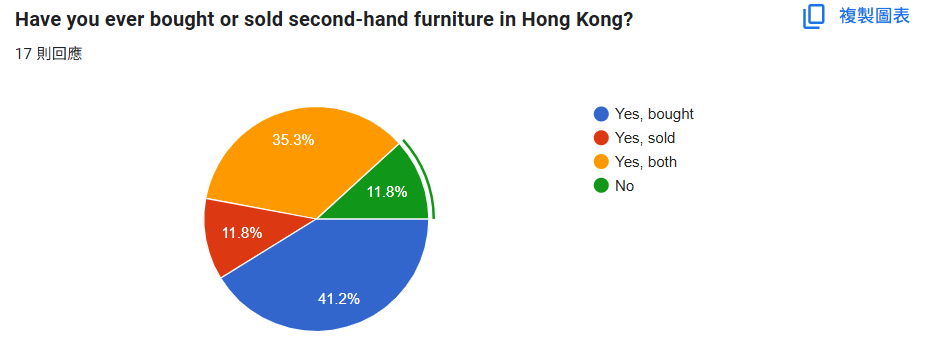 Have you ever bought or sold second-hand furniture in Hong Kong?
複製圖表
17 則回應
35.3%
11.8%
11.8%
41.2%
Yes, bought
Yes, sold
Yes, both
No